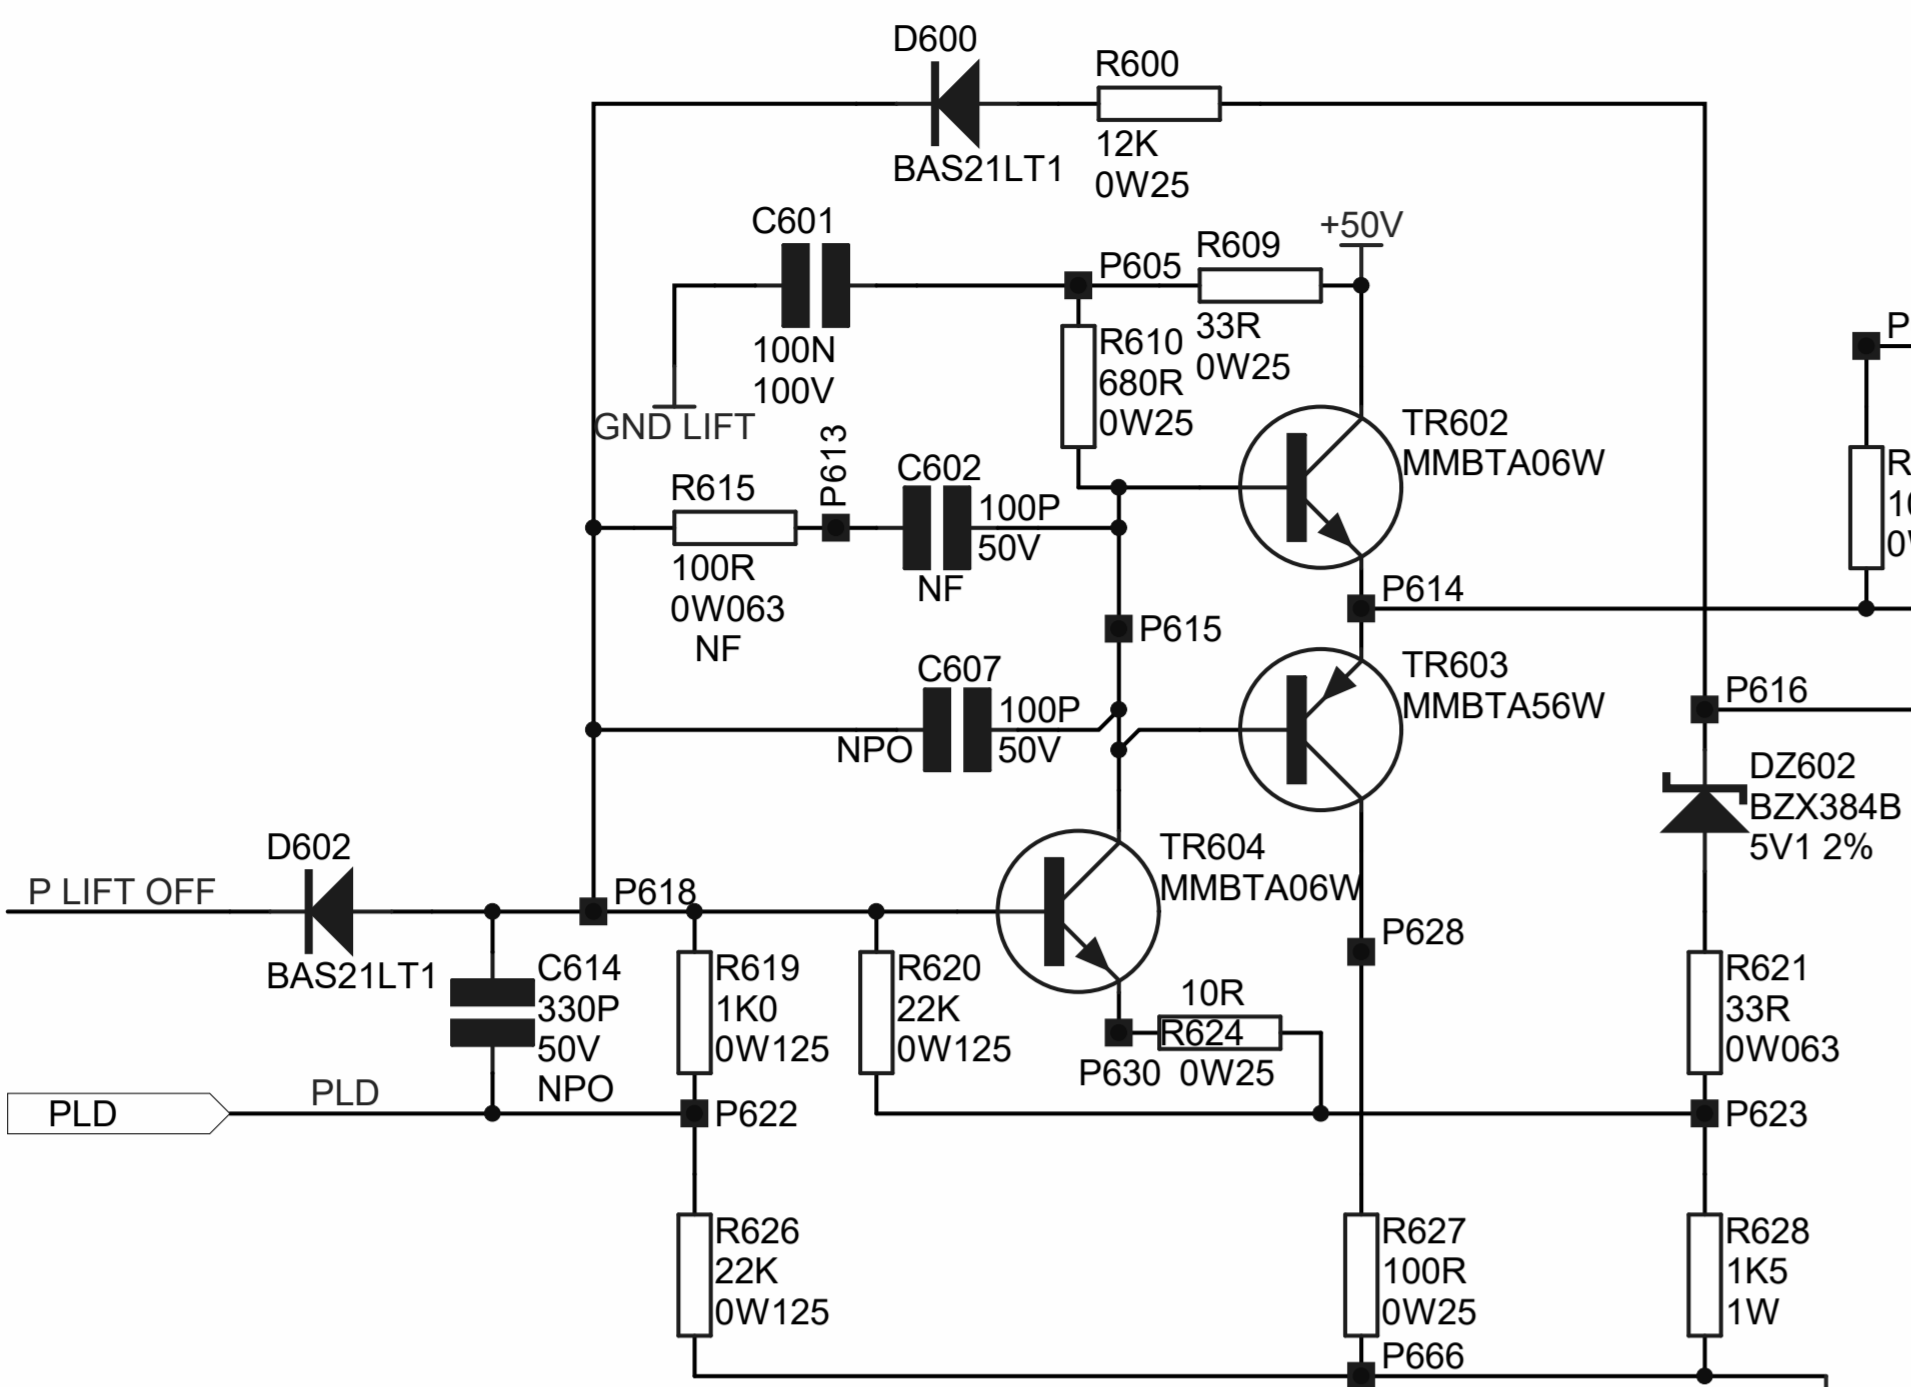 D600
BAS21LT1
R600
12K
0W25
C601
100N
100V
GND LIFT
P605
R609
33R
0W25
+50V
R610
680R
0W25
TR602
MMBTA06W
P613
R615
100R
0W063
NF
C602
100P
50V
NF
P614
P615
C607
100P
50V
NPO
TR603
MMBTA56W
P616
DZ602
BZX384B
5V1 2%
D602
P LIFT OFF
BAS21LT1
P618
TR604
MMBTA06W
P628
C614
330P
50V
NPO
R619
1K0
0W125
R620
22K
0W125
10R
R624
P630
0W25
R621
33R
0W063
PLD
PLD
P622
P623
R626
22K
0W125
R627
100R
0W25
R628
1K5
1W
P666